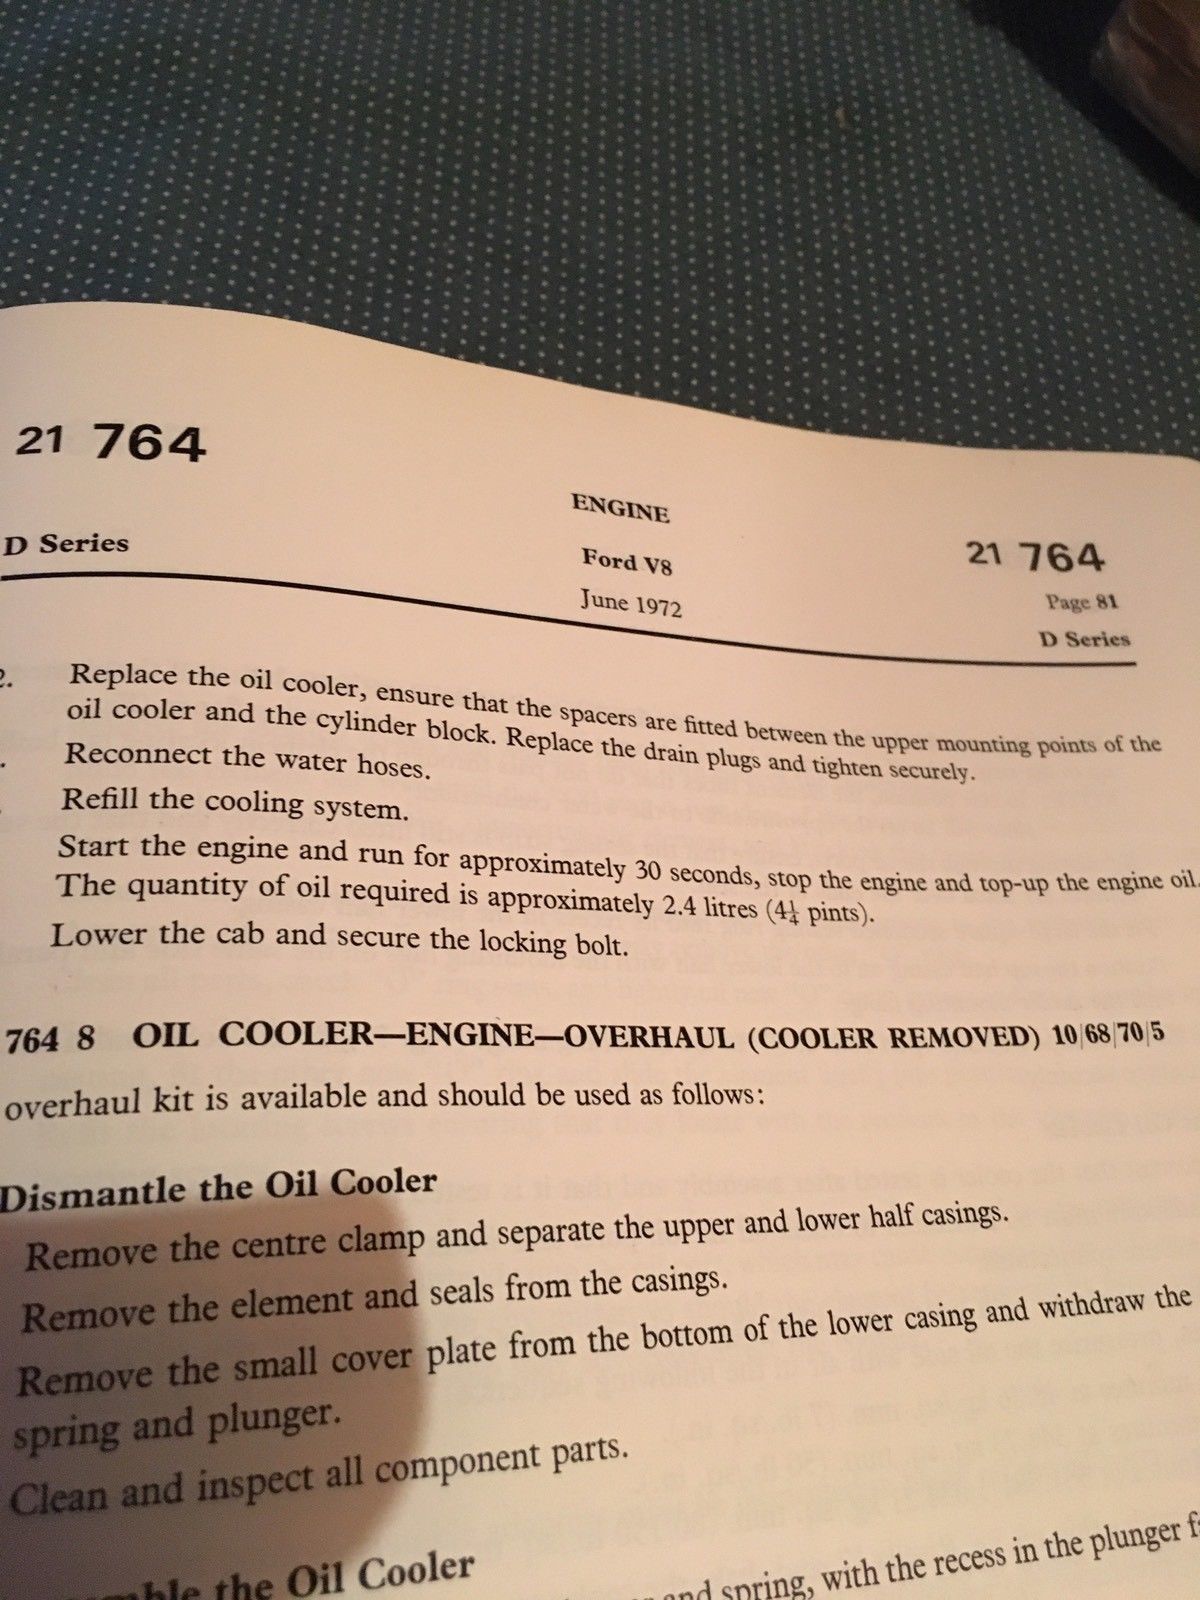 21 764
ENGINE
21 764
D Series
Ford V8
Page 81
June 1972
D Series
2. Replace the oil cooler, ensure that the spacers are fitted between the upper mounting points of the
oil cooler and the cylinder block. Replace the drain plugs and tighten securely.
Reconnect the water hoses.
Refill the cooling system.
Start the engine and run for approximately 30 seconds, stop the engine and top-up the engine oil.
The quantity of oil required is approximately 2.4 litres (4¼ pints).
Lower the cab and secure the locking bolt.
764 8 OIL COOLER—ENGINE—OVERHAUL (COOLER REMOVED) 10|68|70|5
overhaul kit is available and should be used as follows:
Dismantle the Oil Cooler
Remove the centre clamp and separate the upper and lower half casings.
Remove the element and seals from the casings.
Remove the small cover plate from the bottom of the lower casing and withdraw the
spring and plunger.
Clean and inspect all component parts.
the Oil Cooler
and spring, with the recess in the plunger